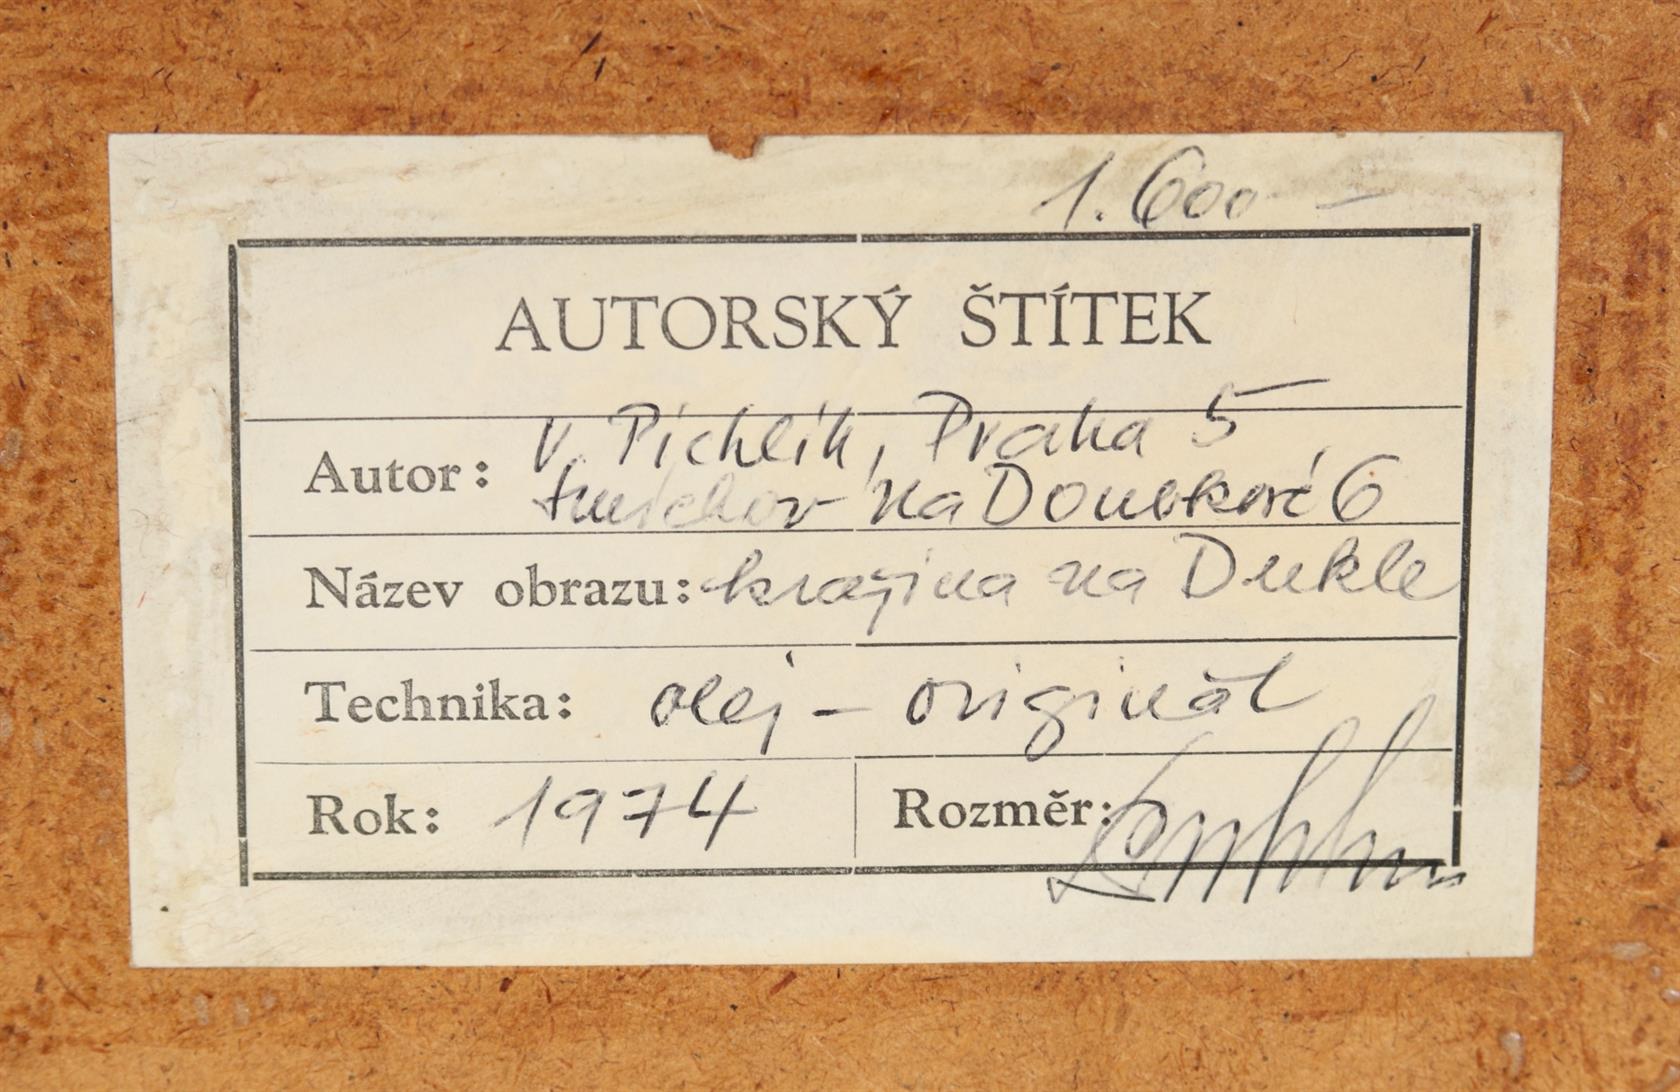 1.600 —
AUTORSKÝ ŠTÍTEK
Autor: V. Pichlík, Praha 5
Smíchov na Doubkové 6
Název obrazu: krajina na Dukle
Technika: olej – originál
Rok: 1974 Rozměr: